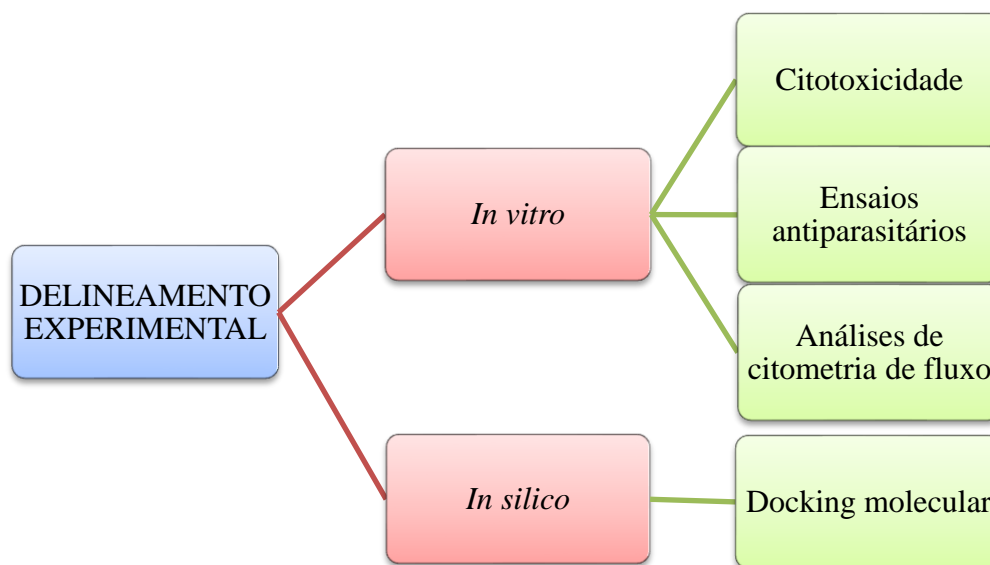 DELINEAMENTO
EXPERIMENTAL
In vitro
Citotoxicidade
Ensaios
antiparasitários
Análises de
citometria de fluxo
In silico
Docking molecular